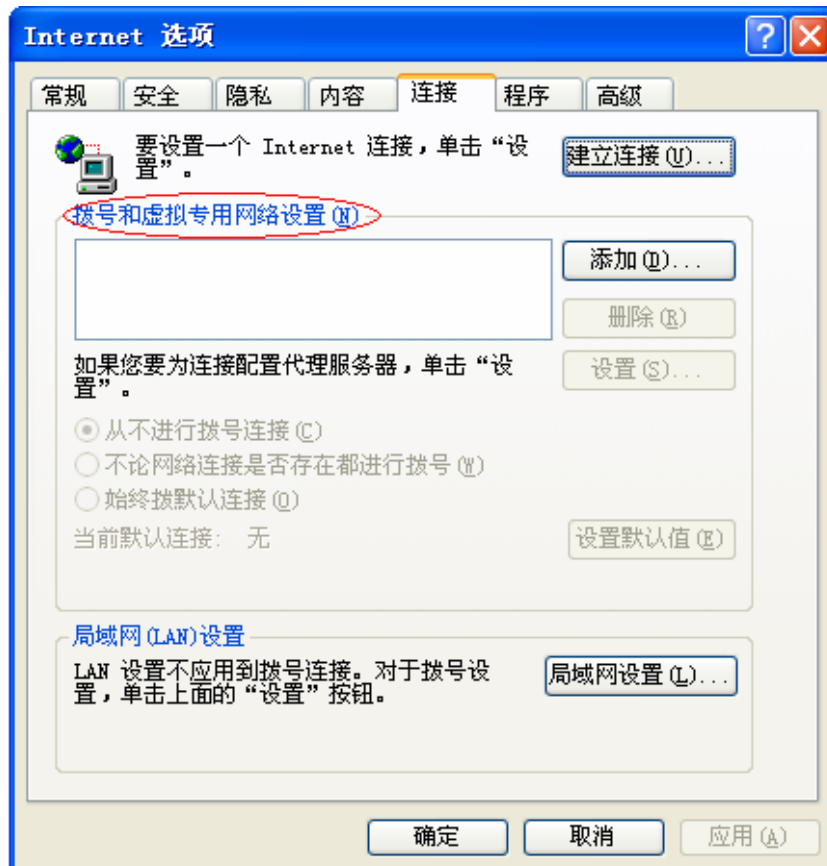 Internet 选项
常规 安全 隐私 内容 连接 程序 高级
要设置一个 Internet 连接，单击“设
置”。
建立连接(U)...
拨号和虚拟专用网络设置(N)
添加(D)...
删除(R)
如果您要为连接配置代理服务器，单击“设
置”。
设置(S)...
从不进行拨号连接(C)
不论网络连接是否存在都进行拨号(W)
始终拨默认连接(O)
当前默认连接： 无
设置默认值(E)
局域网(LAN)设置
LAN 设置不应用到拨号连接。对于拨号设
置，单击上面的“设置”按钮。
局域网设置(L)...
确定 取消 应用(A)